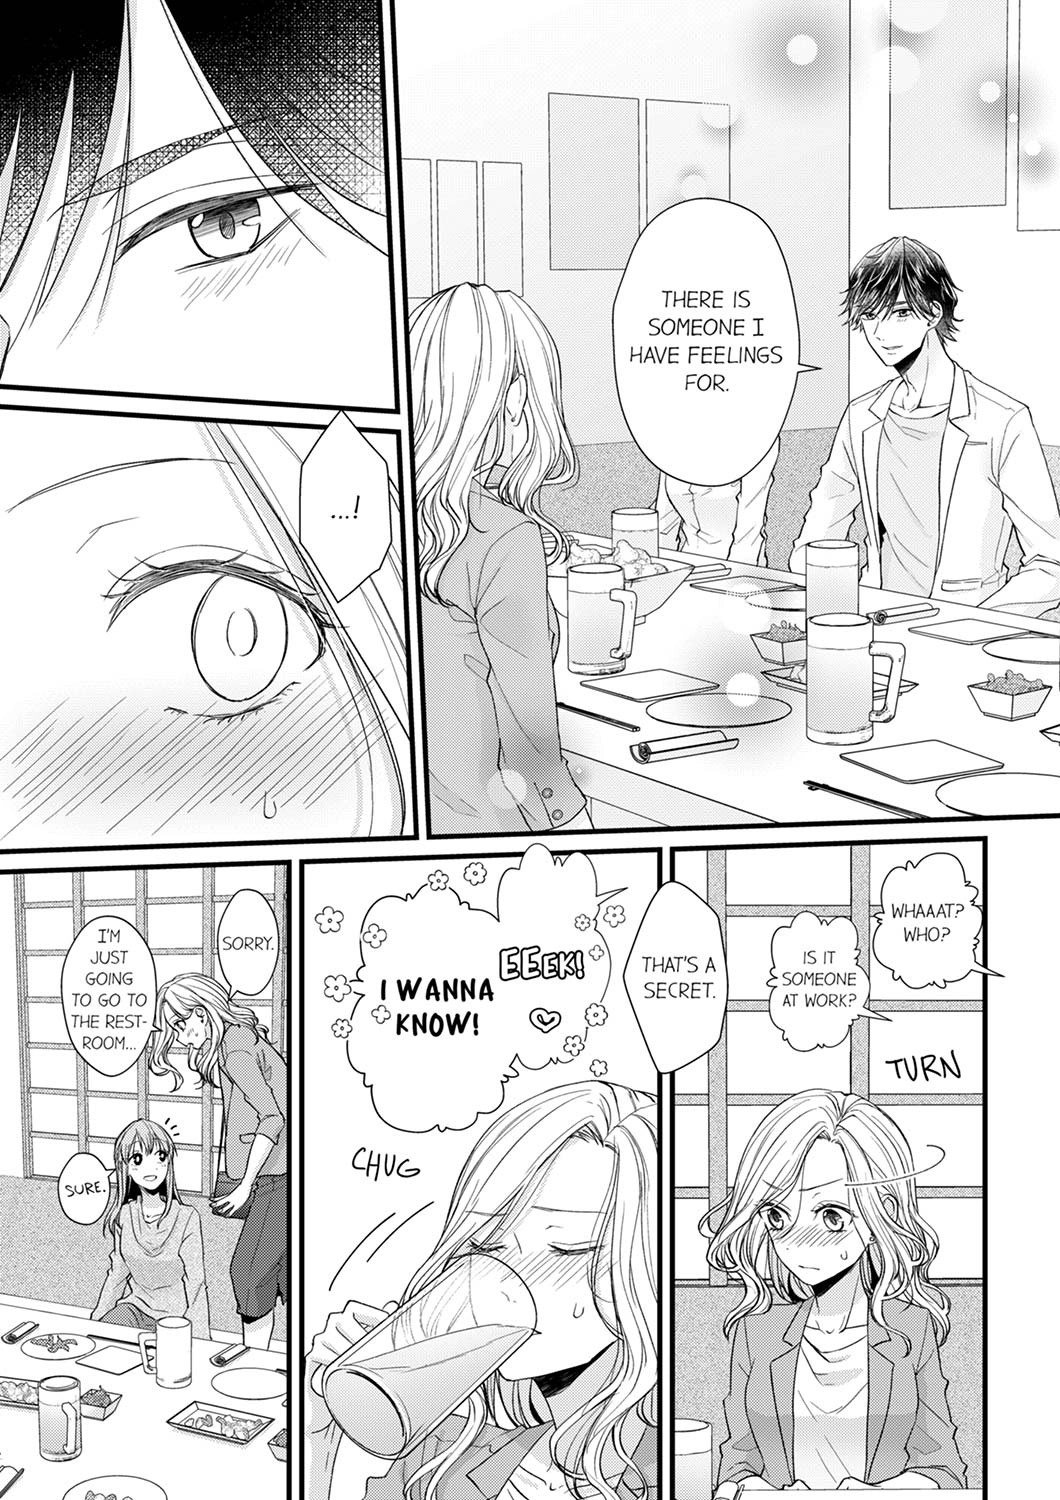 THERE IS
SOMEONE I
HAVE FEELINGS
FOR.
...!
WHAAAT?
WHO?
IS IT
SOMEONE
AT WORK?
TURN
THAT'S A
SECRET.
EEEEK!
I WANNA
KNOW!
CHUG
SORRY.
I'M
JUST
GOING
TO GO TO
THE REST-
ROOM...
SURE.